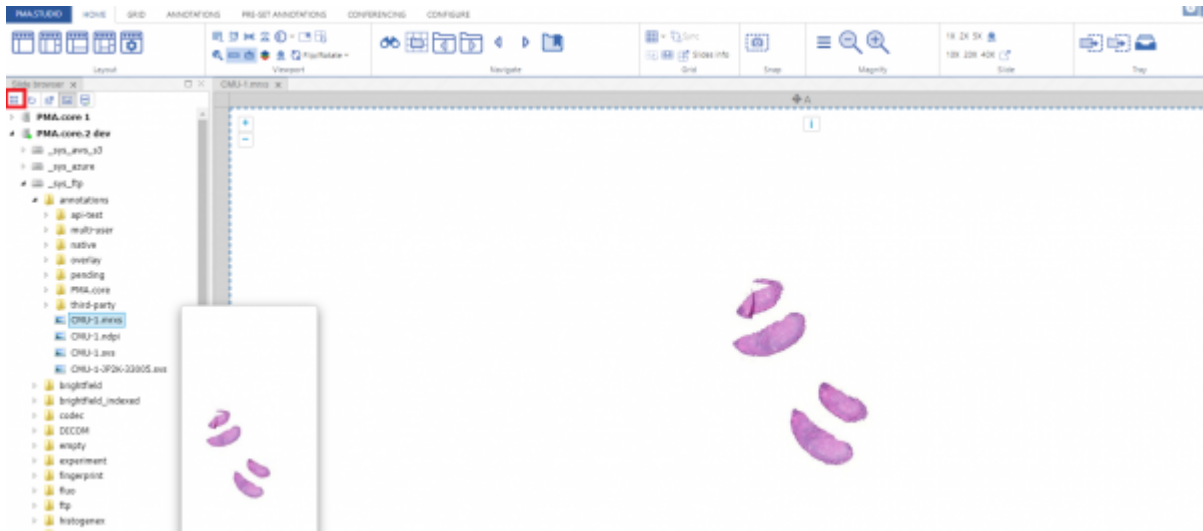 PMA.STUDIO HOME GRID ANNOTATIONS PRE-SET ANNOTATIONS CONFERENCING CONFIGURE
Sync
Slides info
Flip/Rotate
1X 2X 5X
10X 20X 40X
Layout Viewport Navigate Grid Snap Magnify Slide Tray
Slide browser x CMU-1.mrxs x
A
PMA.core 1
PMA.core.2 dev
_sys_aws_s3
_sys_azure
_sys_ftp
annotations
api-test
multi-user
native
overlay
pending
PMA.core
third-party
CMU-1.mrxs
CMU-1.ndpi
CMU-1.svs
CMU-1-JP2K-33005.svs
brightfield
brightfield_indexed
codec
DICOM
empty
experiment
fingerprint
fluo
ftp
histogenex